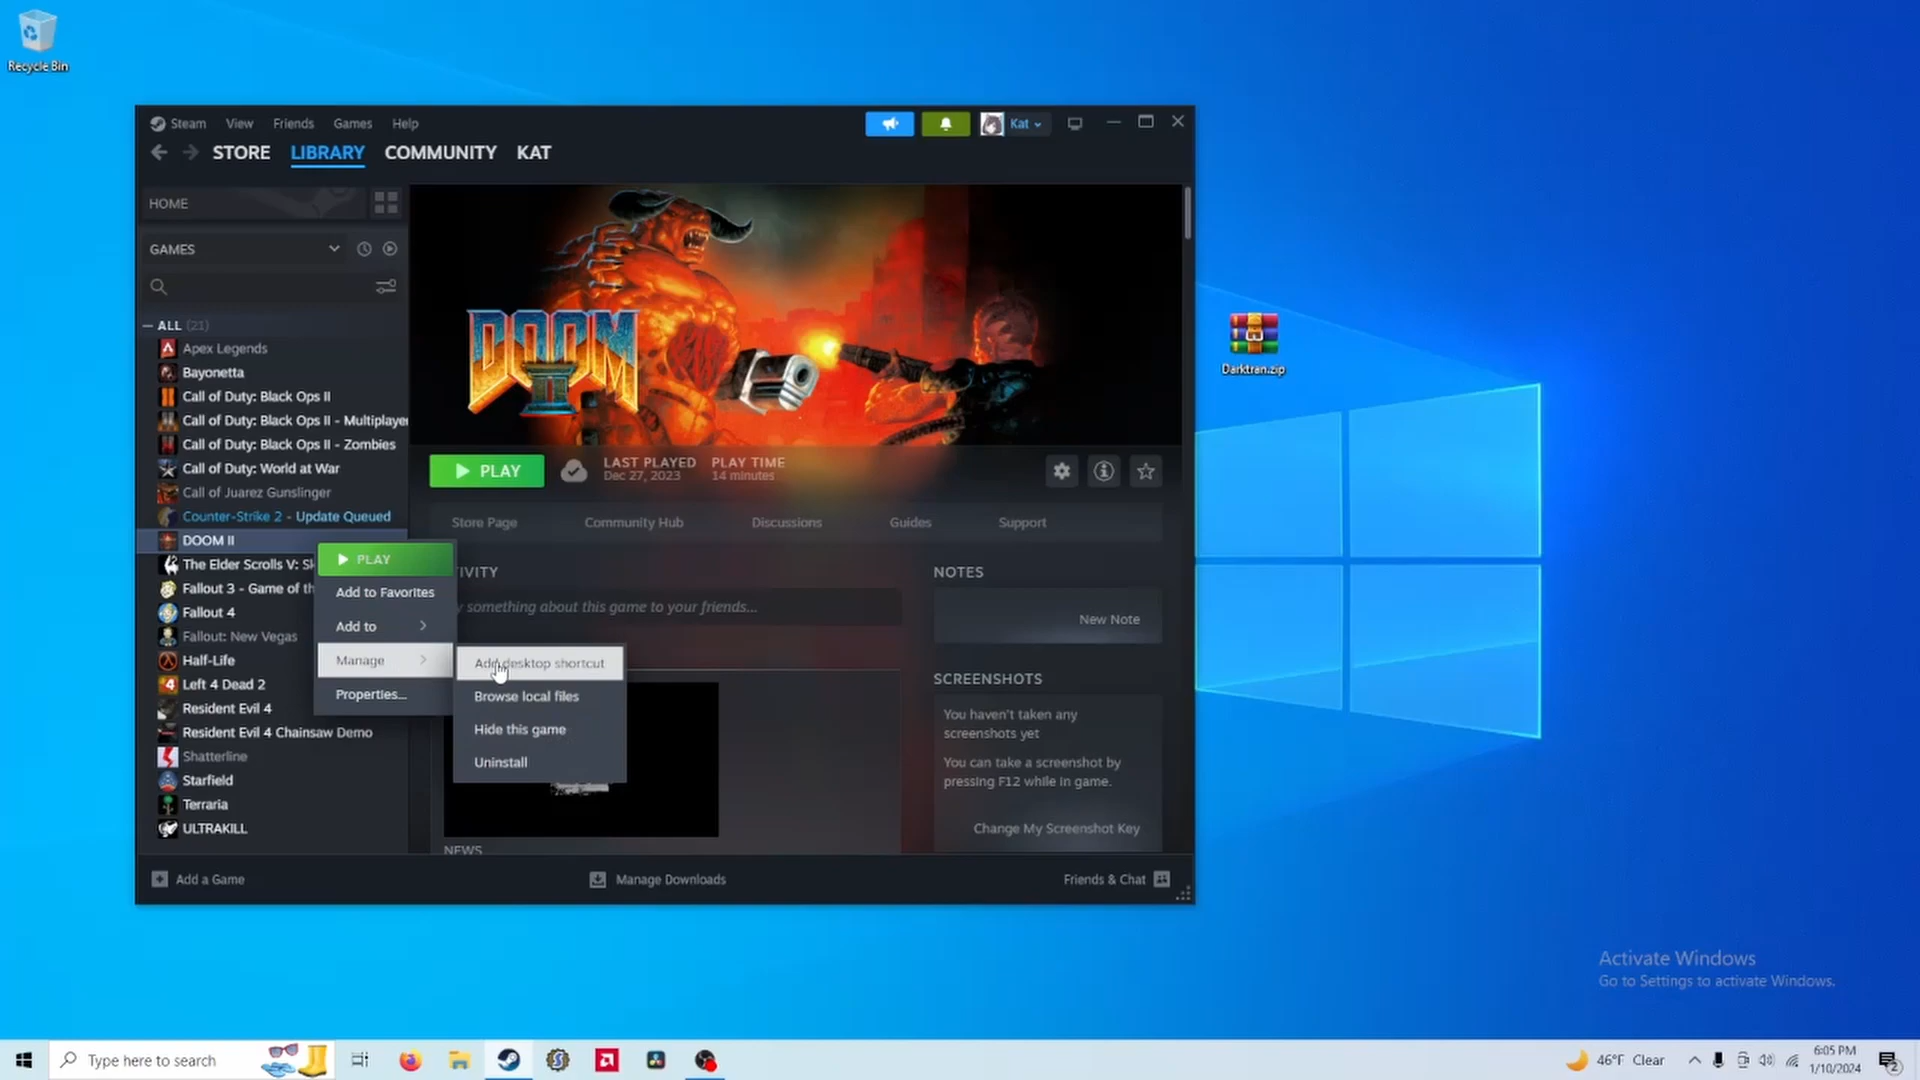 Recycle Bin
Steam View Friends Games Help
Kat
STORE LIBRARY COMMUNITY KAT
HOME
GAMES
ALL (21)
Apex Legends
Bayonetta
Call of Duty: Black Ops II
Call of Duty: Black Ops II - Multiplayer
Call of Duty: Black Ops II - Zombies
Call of Duty: World at War
Call of Juarez Gunslinger
Counter-Strike 2 - Update Queued
DOOM II
The Elder Scrolls V: Sk
Fallout 3 - Game of th
Fallout 4
Fallout: New Vegas
Half-Life
Left 4 Dead 2
Resident Evil 4
Resident Evil 4 Chainsaw Demo
Shatterline
Starfield
Terraria
ULTRAKILL
PLAY
Add to Favorites
Add to
Manage
Properties...
Add desktop shortcut
Browse local files
Hide this game
Uninstall
DOOM
II
PLAY
LAST PLAYED
Dec 27, 2023
PLAY TIME
14 minutes
Store Page Community Hub Discussions Guides Support
IVITY
something about this game to your friends...
NOTES
New Note
SCREENSHOTS
You haven't taken any
screenshots yet
You can take a screenshot by
pressing F12 while in game.
Change My Screenshot Key
NEWS
Add a Game
Manage Downloads
Friends & Chat
Darktran.zip
Activate Windows
Go to Settings to activate Windows.
Type here to search
46°F Clear
6:05 PM
1/10/2024
2